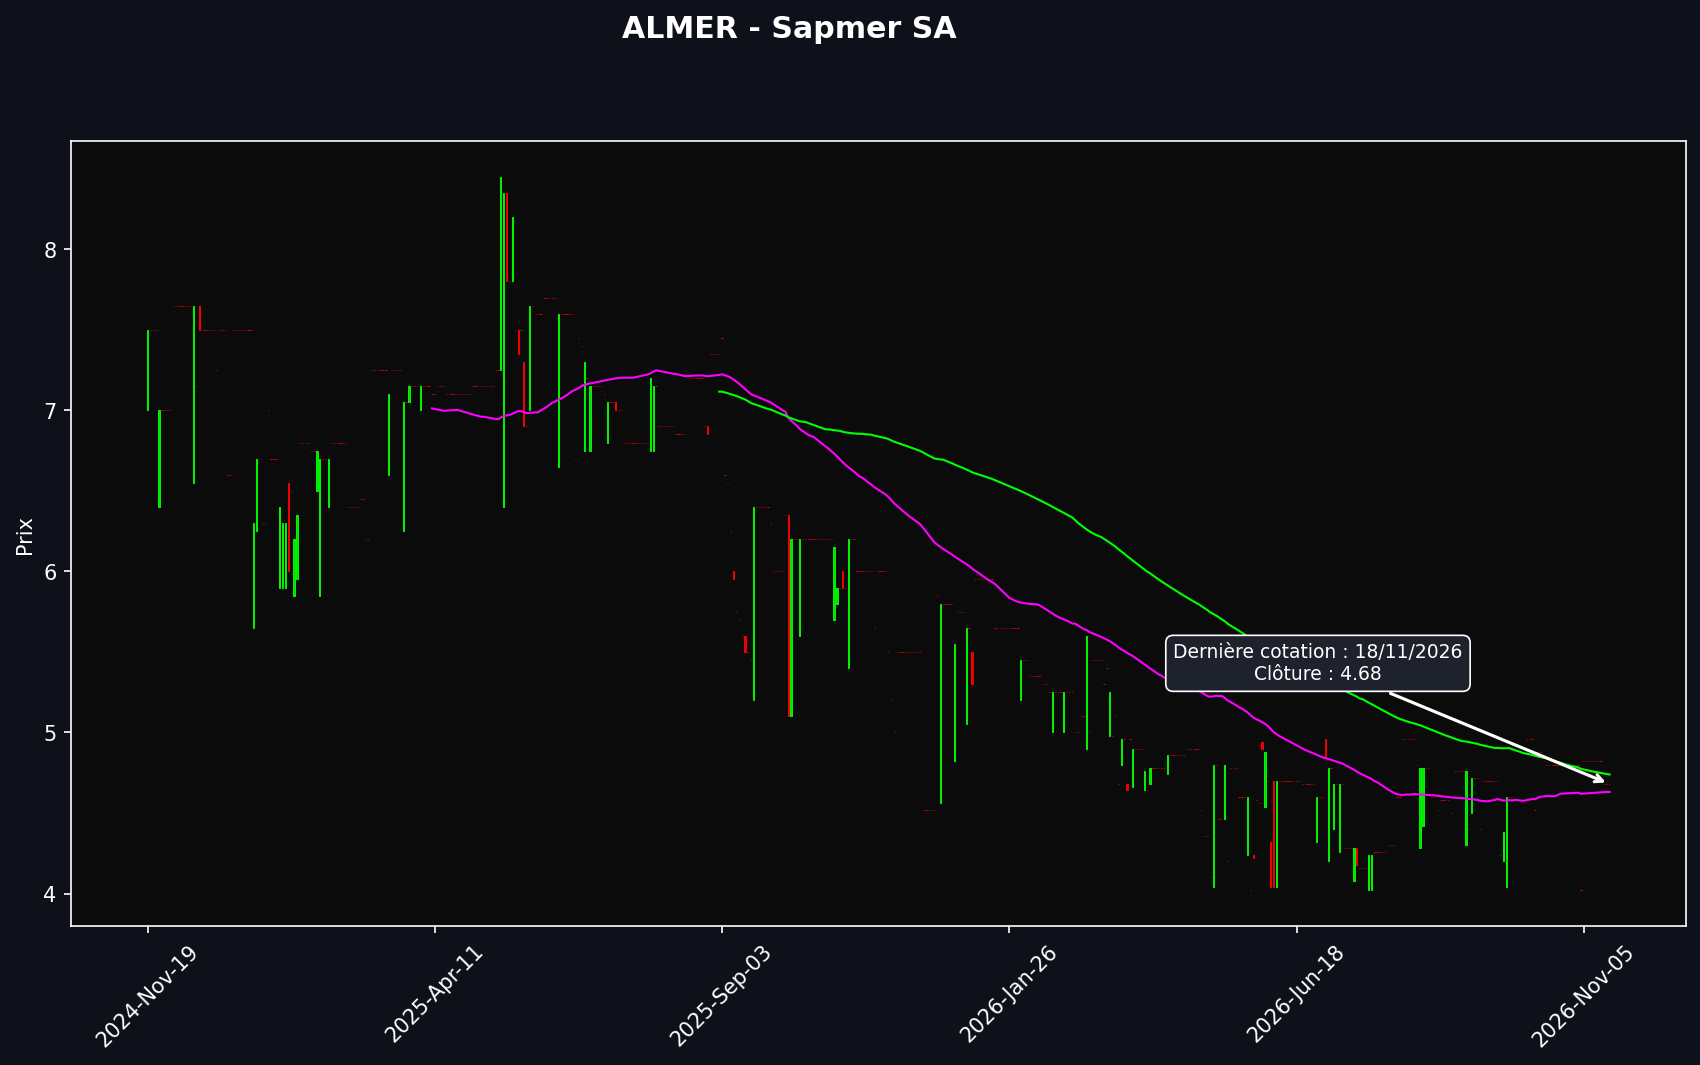 ALMER - Sapmer SA
Prix
8
7
6
5
4
Dernière cotation : 18/11/2026
Clôture : 4.68
2024-Nov-19
2025-Apr-11
2025-Sep-03
2026-Jan-26
2026-Jun-18
2026-Nov-05